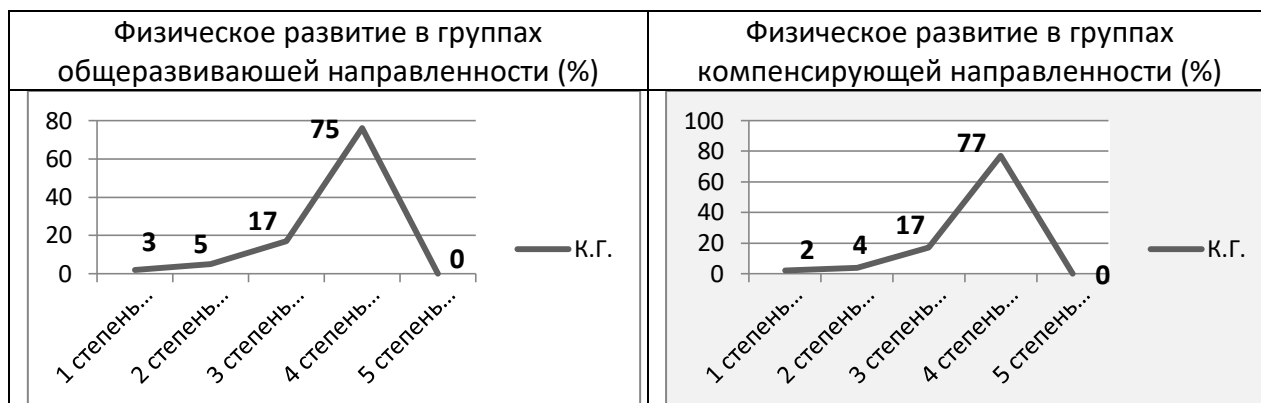 Физическое развитие в группах
общеразвиваюшей направленности (%)
Физическое развитие в группах
компенсирующей направленности (%)
80
60
40
20
0
3
5
17
75
0
К.Г.
1 степень...
2 степень...
3 степень...
4 степень...
5 степень...
100
80
60
40
20
0
2
4
17
77
0
К.Г.
1 степень...
2 степень...
3 степень...
4 степень...
5 степень...